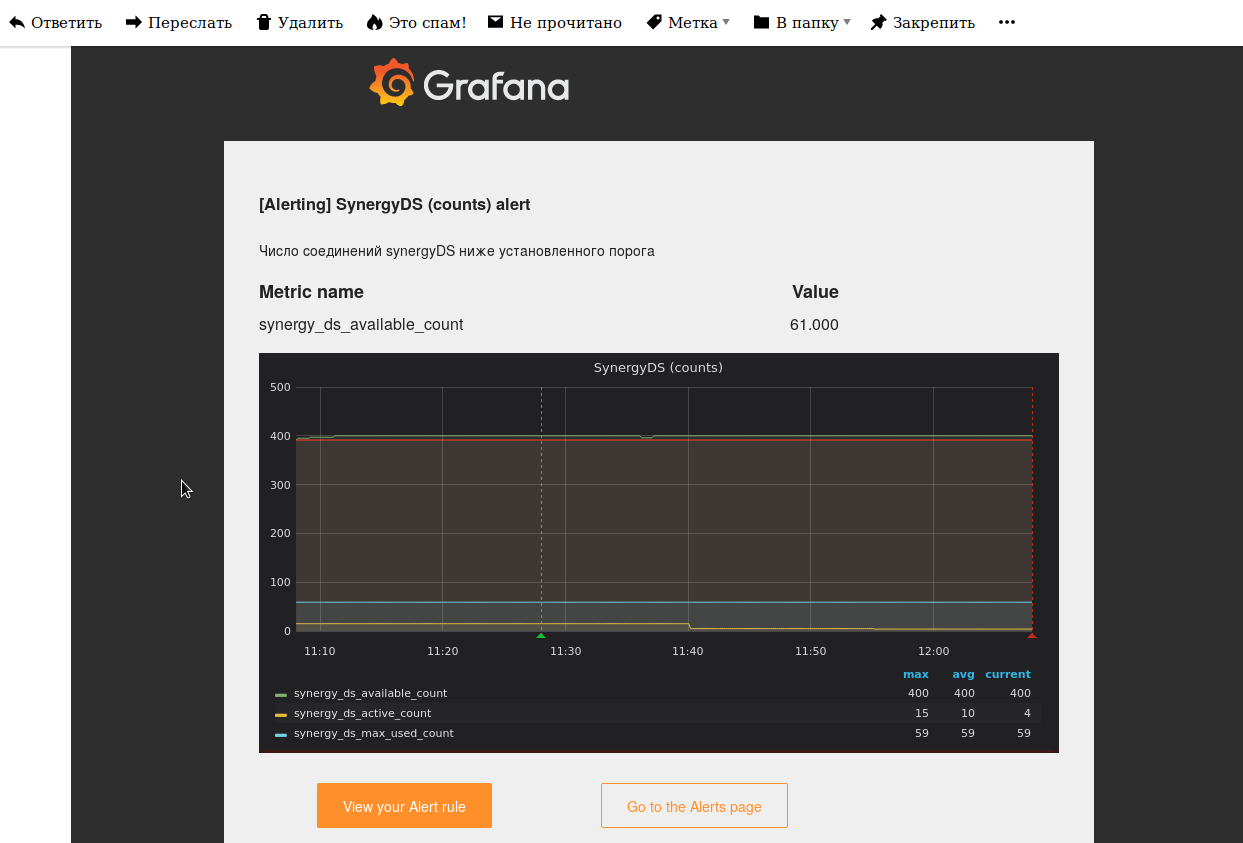 Ответить Переслать Удалить Это спам! Не прочитано Метка В папку Закрепить
Grafana
[Alerting] SynergyDS (counts) alert
Число соединений synergyDS ниже установленного порога
Metric name Value
synergy_ds_available_count 61.000
SynergyDS (counts)
500
400
300
200
100
0
11:10 11:20 11:30 11:40 11:50 12:00
max avg current
synergy_ds_available_count 400 400 400
synergy_ds_active_count 15 10 4
synergy_ds_max_used_count 59 59 59
View your Alert rule Go to the Alerts page